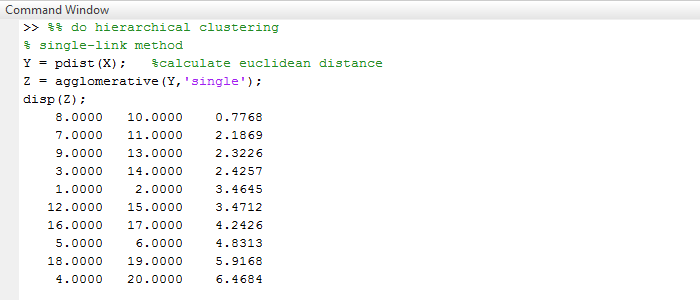 Command Window
>> %% do hierarchical clustering
% single-link method
Y = pdist(X);   %calculate euclidean distance
Z = agglomerative(Y,'single');
disp(Z);
8.0000   10.0000    0.7768
7.0000   11.0000    2.1869
9.0000   13.0000    2.3226
3.0000   14.0000    2.4257
1.0000    2.0000    3.4645
12.0000   15.0000    3.4712
16.0000   17.0000    4.2426
5.0000    6.0000    4.8313
18.0000   19.0000    5.9168
4.0000   20.0000    6.4684